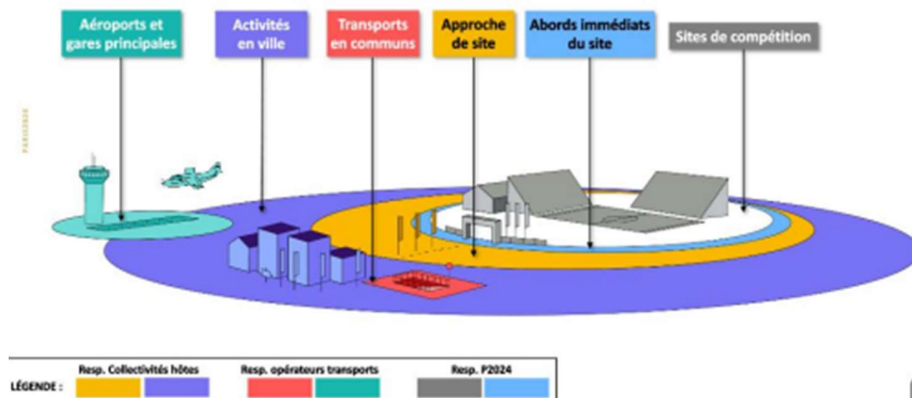 Aéroports et
gares principales
Activités
en ville
Transports
en communs
Approche
de site
Abords immédiats
du site
Sites de compétition
PARIS2024
Resp. Collectivités hôtes
Resp. opérateurs transports
Resp. P2024
LÉGENDE :